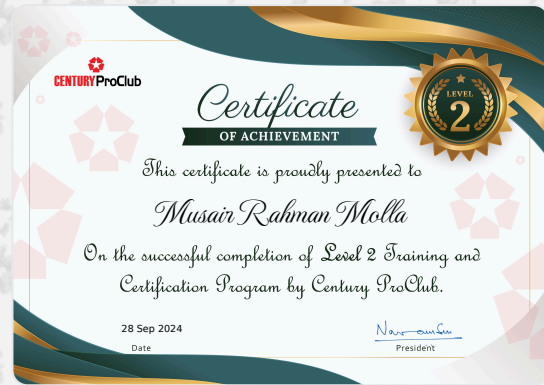 CENTURY ProClub
LEVEL
2
Certificate
OF ACHIEVEMENT
This certificate is proudly presented to
Musair Rahman Molla
On the successful completion of Level 2 Training and
Certification Program by Century ProClub.
28 Sep 2024
Date
President